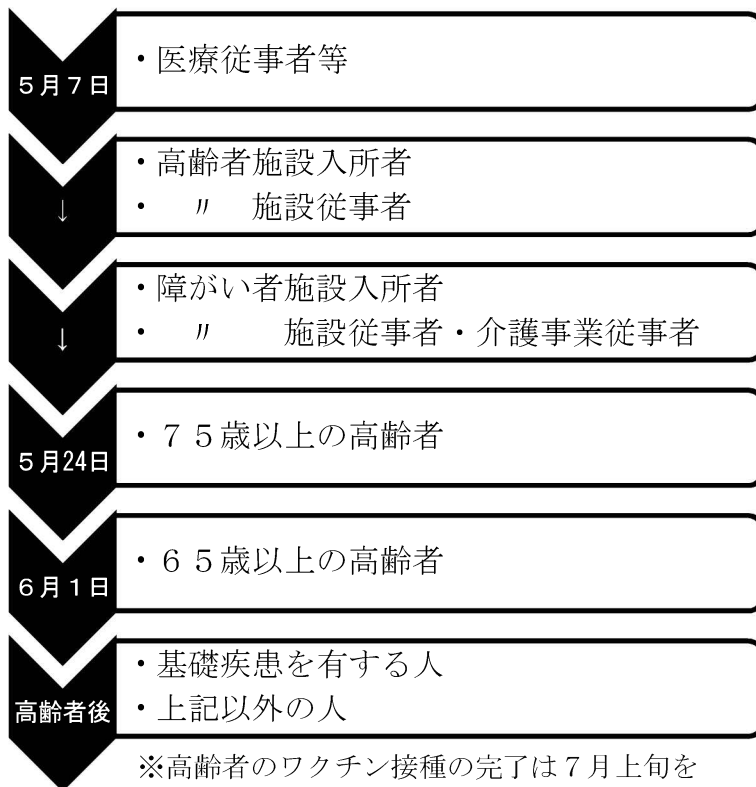 ５月７日
・医療従事者等
↓
・高齢者施設入所者
・　〃　施設従事者
↓
・障がい者施設入所者
・　〃　　施設従事者・介護事業従事者
５月24日
・７５歳以上の高齢者
６月１日
・６５歳以上の高齢者
高齢者後
・基礎疾患を有する人
・上記以外の人
※高齢者のワクチン接種の完了は７月上旬を